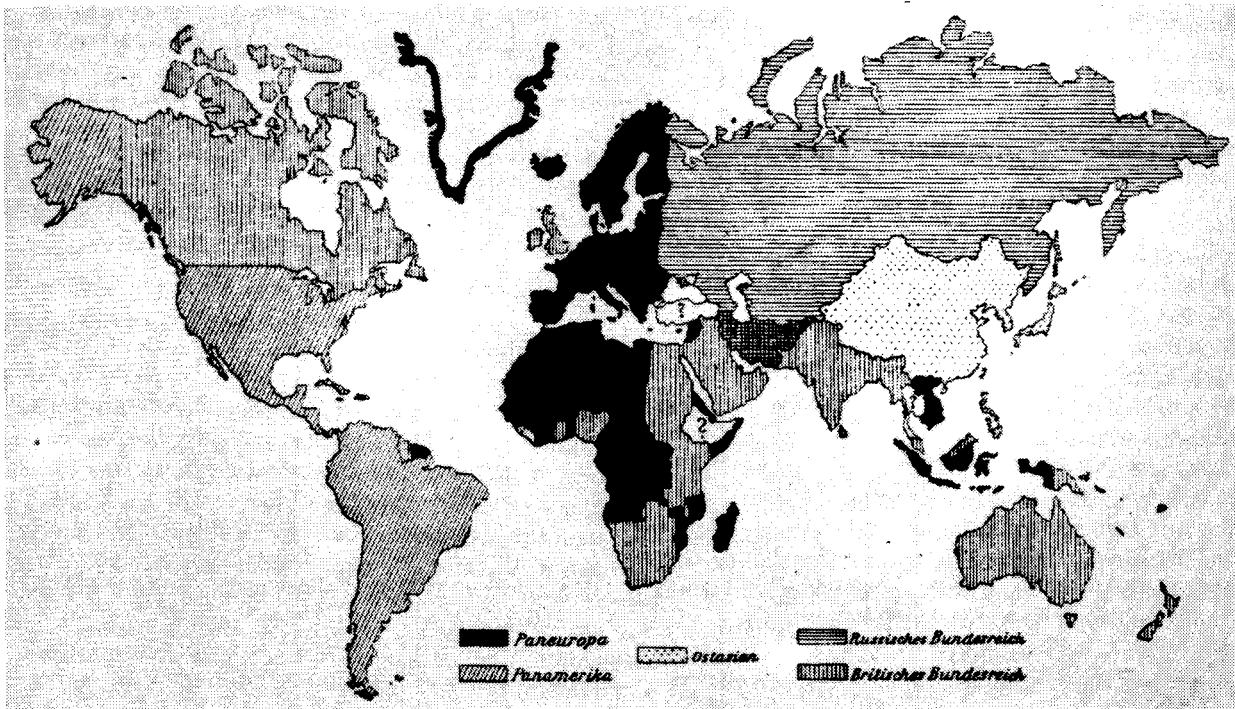 ?
?
Paneuropa
Panamerika
Ostasien
Russisches Bundesreich
Britisches Bundesreich